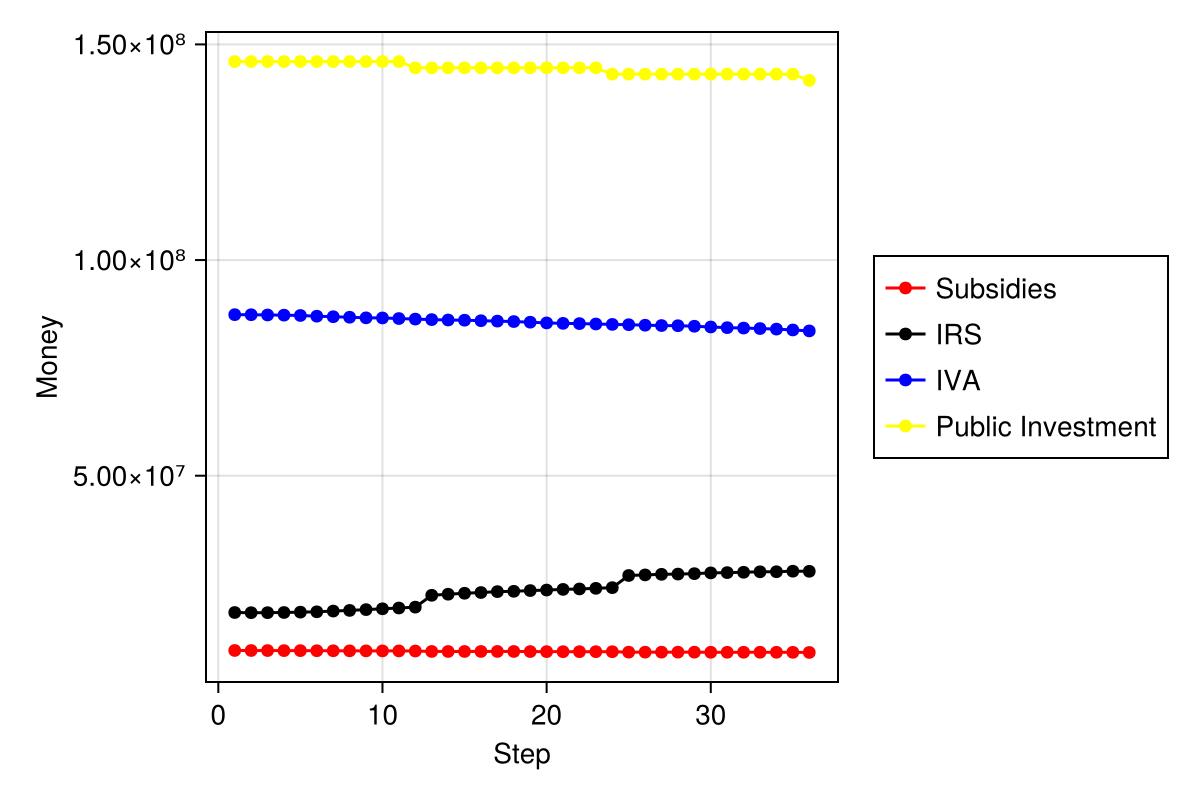 1.50×10⁸
1.00×10⁸
5.00×10⁷
Money
0 10 20 30
Step
Subsidies
IRS
IVA
Public Investment